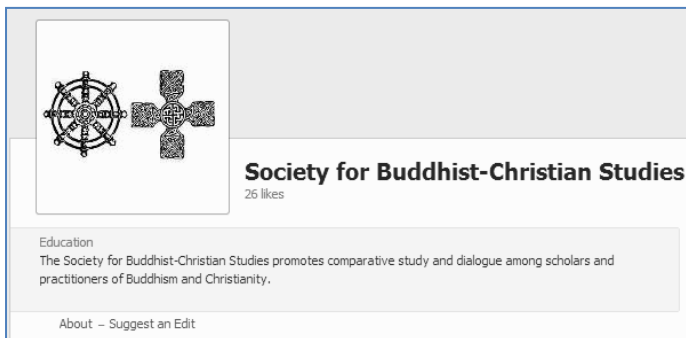 Society for Buddhist-Christian Studies
26 likes
Education
The Society for Buddhist-Christian Studies promotes comparative study and dialogue among scholars and
practitioners of Buddhism and Christianity.
About – Suggest an Edit